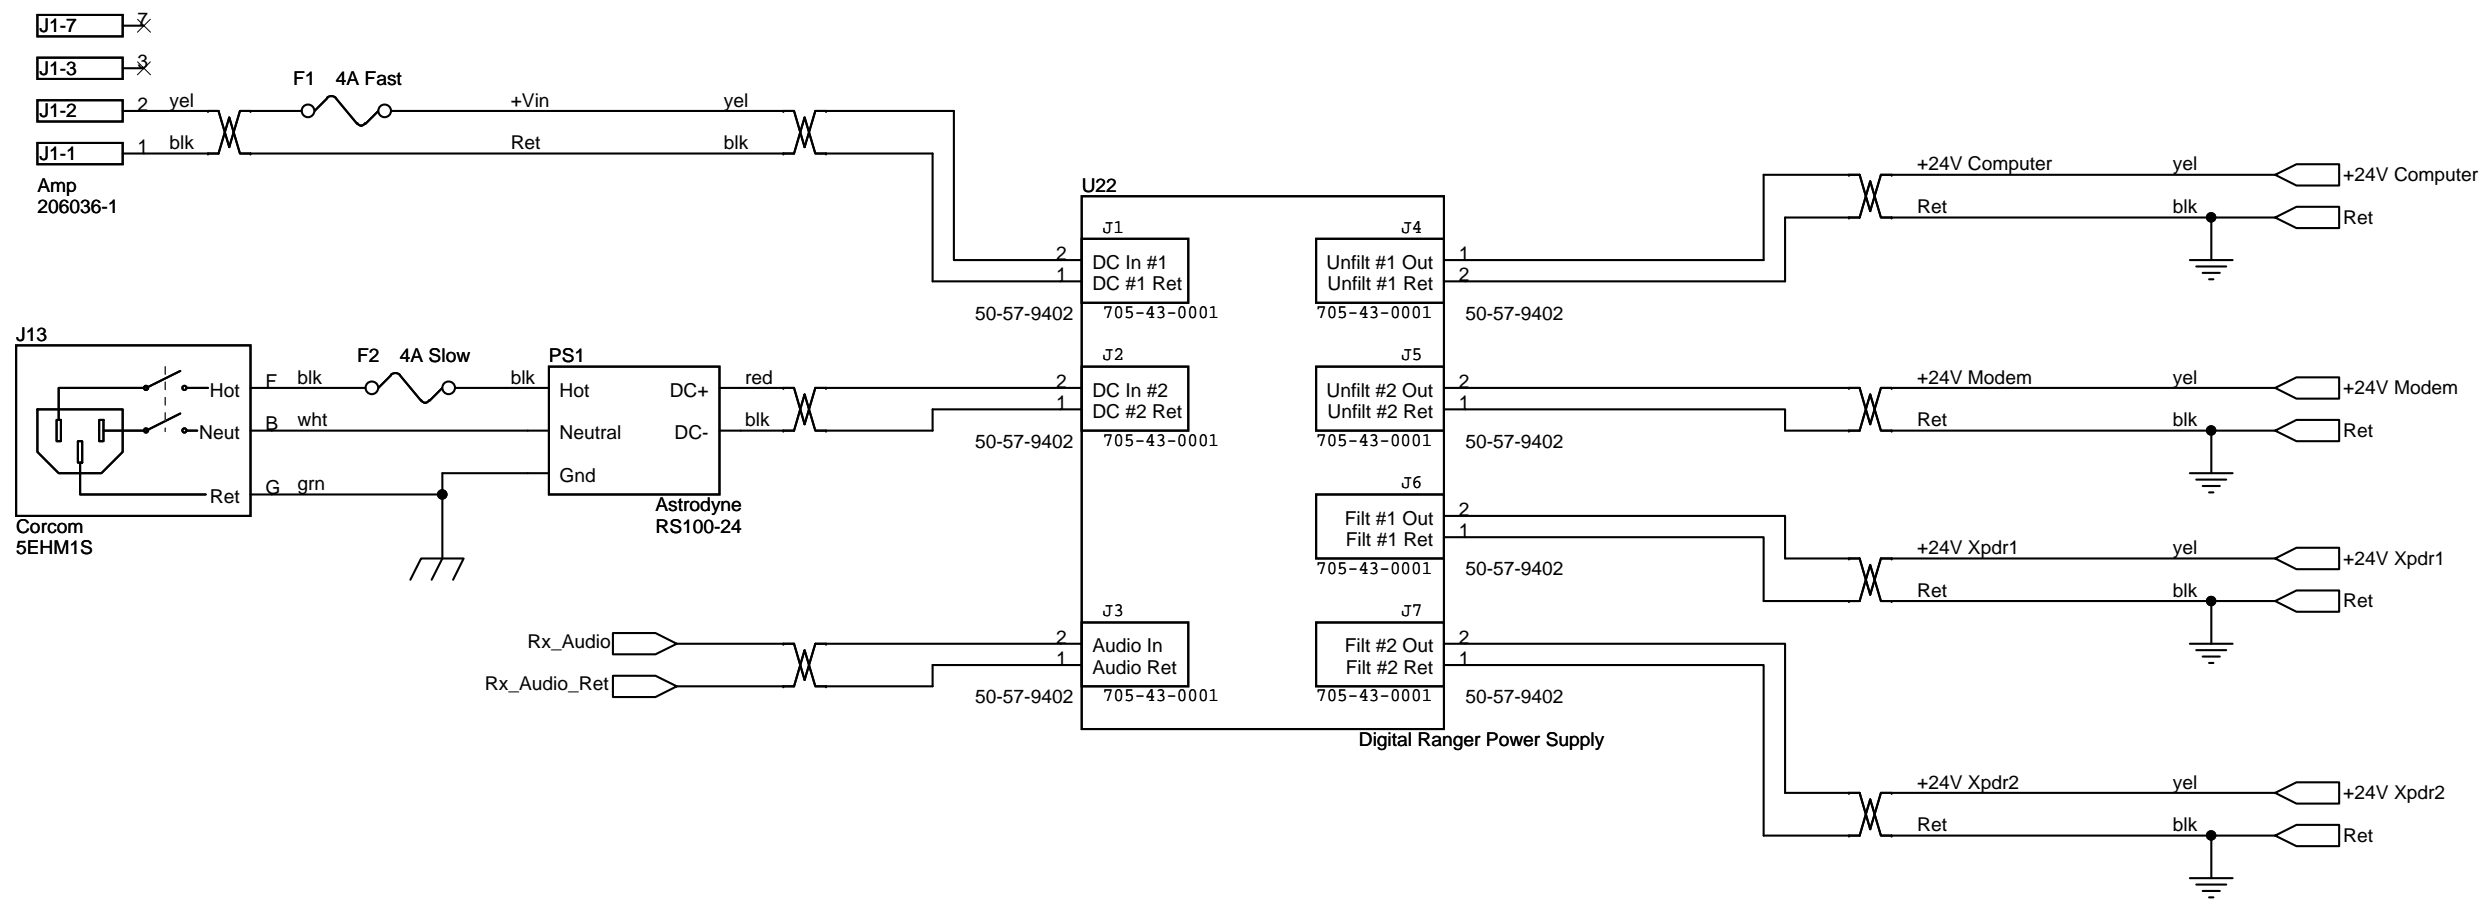 J1-7 7
J1-3 3
F1 4A Fast
J1-2 2 yel +Vin yel
J1-1 1 blk Ret blk
Amp
206036-1
U22
J1
2 DC In #1
1 DC #1 Ret
50-57-9402 705-43-0001
J4
Unfilt #1 Out 1
Unfilt #1 Ret 2
705-43-0001 50-57-9402
+24V Computer yel +24V Computer
Ret blk Ret
J13
Hot F blk
Neut B wht
Ret G grn
Corcom
5EHM1S
F2 4A Slow
blk
PS1
Hot DC+ red
Neutral DC- blk
Gnd
Astrodyne
RS100-24
J2
2 DC In #2
1 DC #2 Ret
50-57-9402 705-43-0001
J5
Unfilt #2 Out 2
Unfilt #2 Ret 1
705-43-0001 50-57-9402
+24V Modem yel +24V Modem
Ret blk Ret
J6
Filt #1 Out 2
Filt #1 Ret 1
705-43-0001 50-57-9402
+24V Xpdr1 yel +24V Xpdr1
Ret blk Ret
Rx_Audio
Rx_Audio_Ret
J3
2 Audio In
1 Audio Ret
50-57-9402 705-43-0001
J7
Filt #2 Out 2
Filt #2 Ret 1
705-43-0001 50-57-9402
Digital Ranger Power Supply
+24V Xpdr2 yel +24V Xpdr2
Ret blk Ret